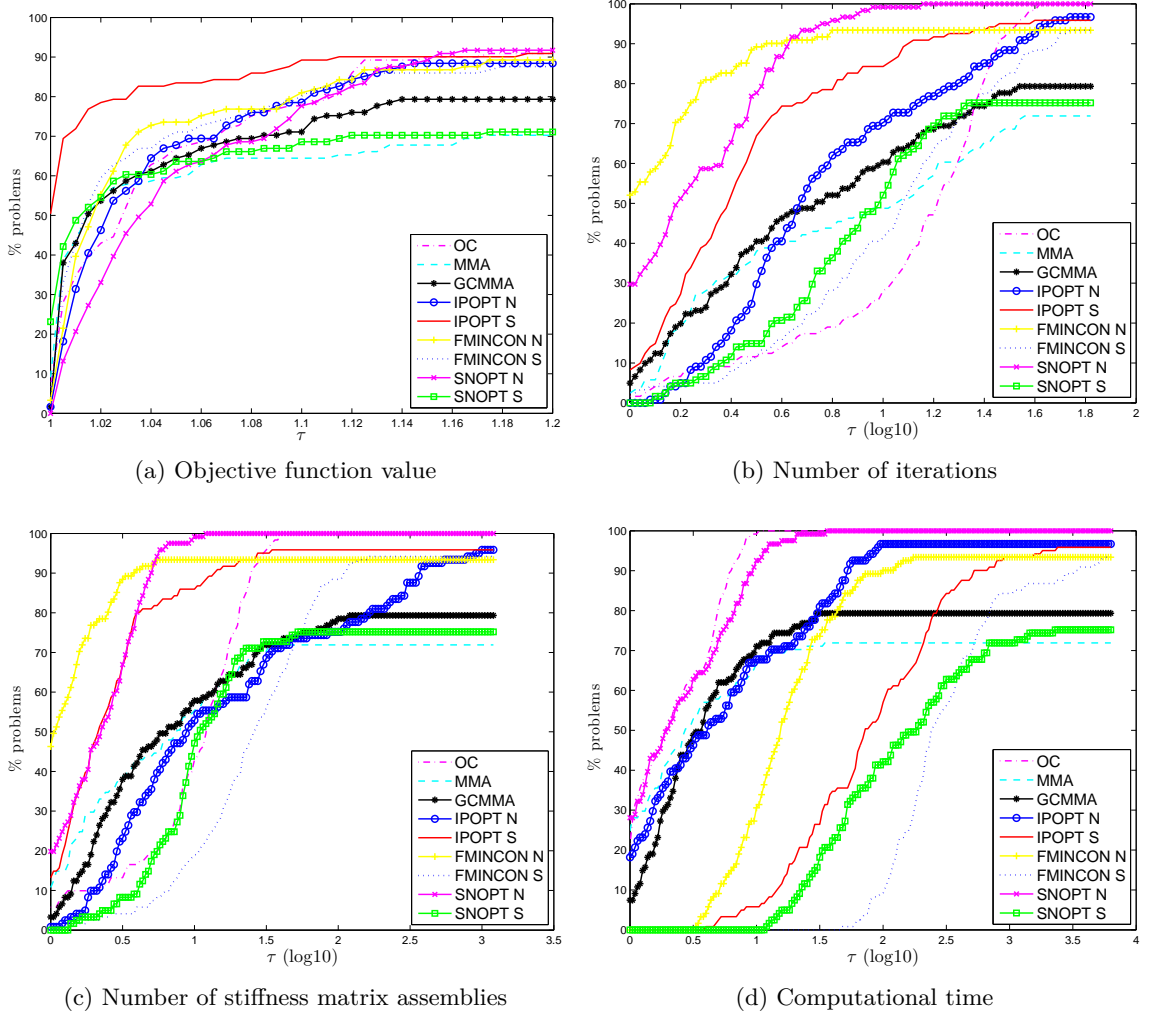 100
90
80
70
60
50
40
30
20
10
0
% problems
1 1.02 1.04 1.06 1.08 1.1 1.12 1.14 1.16 1.18 1.2
τ
OC
MMA
GCMMA
IPOPT N
IPOPT S
FMINCON N
FMINCON S
SNOPT N
SNOPT S
(a) Objective function value
100
90
80
70
60
50
40
30
20
10
0
% problems
0 0.2 0.4 0.6 0.8 1 1.2 1.4 1.6 1.8 2
τ (log10)
OC
MMA
GCMMA
IPOPT N
IPOPT S
FMINCON N
FMINCON S
SNOPT N
SNOPT S
(b) Number of iterations
100
90
80
70
60
50
40
30
20
10
0
% problems
0 0.5 1 1.5 2 2.5 3 3.5
τ (log10)
OC
MMA
GCMMA
IPOPT N
IPOPT S
FMINCON N
FMINCON S
SNOPT N
SNOPT S
(c) Number of stiffness matrix assemblies
100
90
80
70
60
50
40
30
20
10
0
% problems
0 0.5 1 1.5 2 2.5 3 3.5 4
τ (log10)
OC
MMA
GCMMA
IPOPT N
IPOPT S
FMINCON N
FMINCON S
SNOPT N
SNOPT S
(d) Computational time